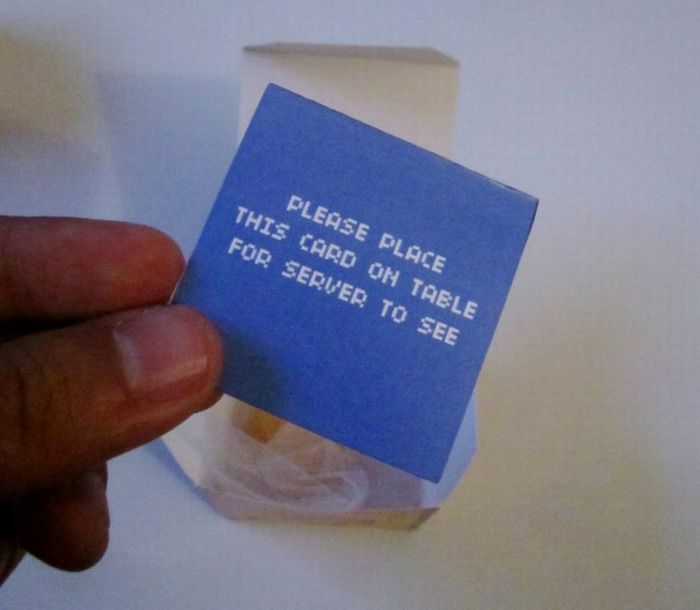 PLEASE PLACE
THIS CARD ON TABLE
FOR SERVER TO SEE